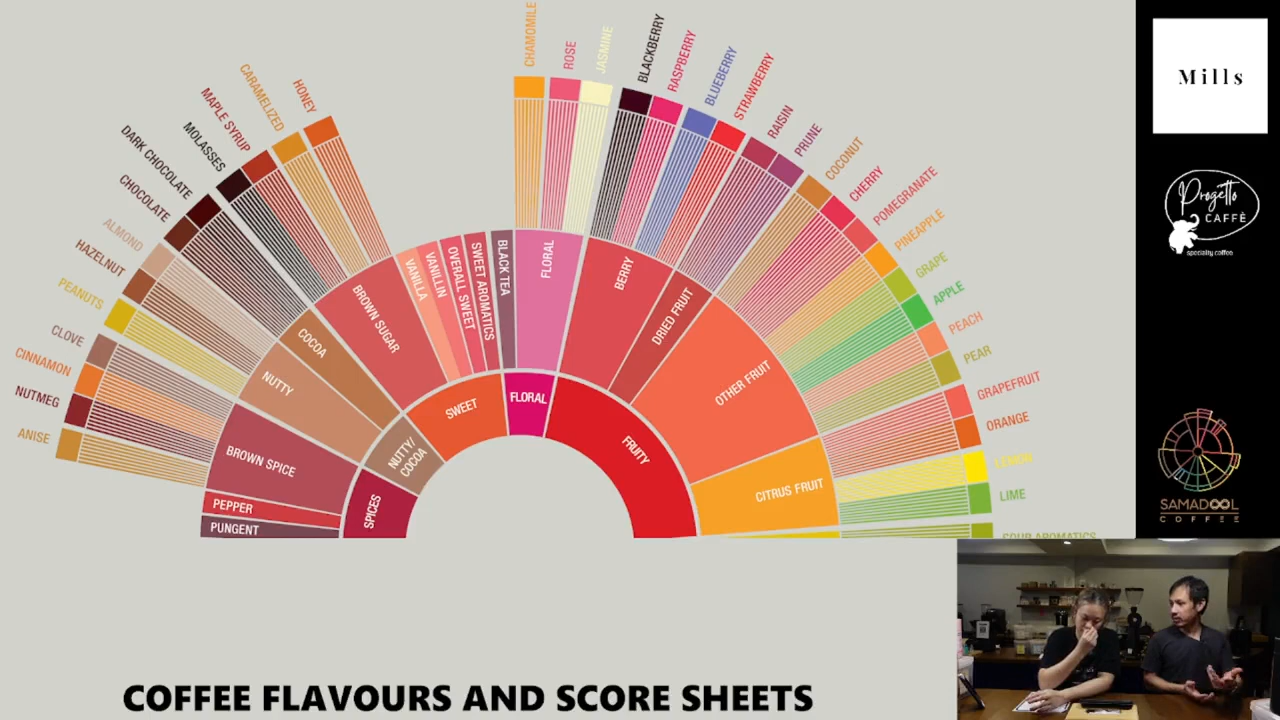 CHAMOMILE
ROSE
JASMINE
BLACKBERRY
RASPBERRY
BLUEBERRY
STRAWBERRY
RAISIN
PRUNE
COCONUT
CHERRY
POMEGRANATE
PINEAPPLE
GRAPE
APPLE
PEACH
PEAR
GRAPEFRUIT
ORANGE
LEMON
LIME
SOUR AROMATICS
HONEY
CARAMELIZED
MAPLE SYRUP
MOLASSES
DARK CHOCOLATE
CHOCOLATE
ALMOND
HAZELNUT
PEANUTS
CLOVE
CINNAMON
NUTMEG
ANISE
PUNGENT
PEPPER
BROWN SPICE
NUTTY
COCOA
BROWN SUGAR
VANILLA
VANILLIN
OVERALL SWEET
SWEET AROMATICS
BLACK TEA
FLORAL
BERRY
DRIED FRUIT
OTHER FRUIT
CITRUS FRUIT
SPICES
NUTTY/
COCOA
SWEET
FLORAL
FRUITY
COFFEE FLAVOURS AND SCORE SHEETS
Mills
Progetto
CAFFÈ
specialty coffee
SAMADOOL
COFFEE